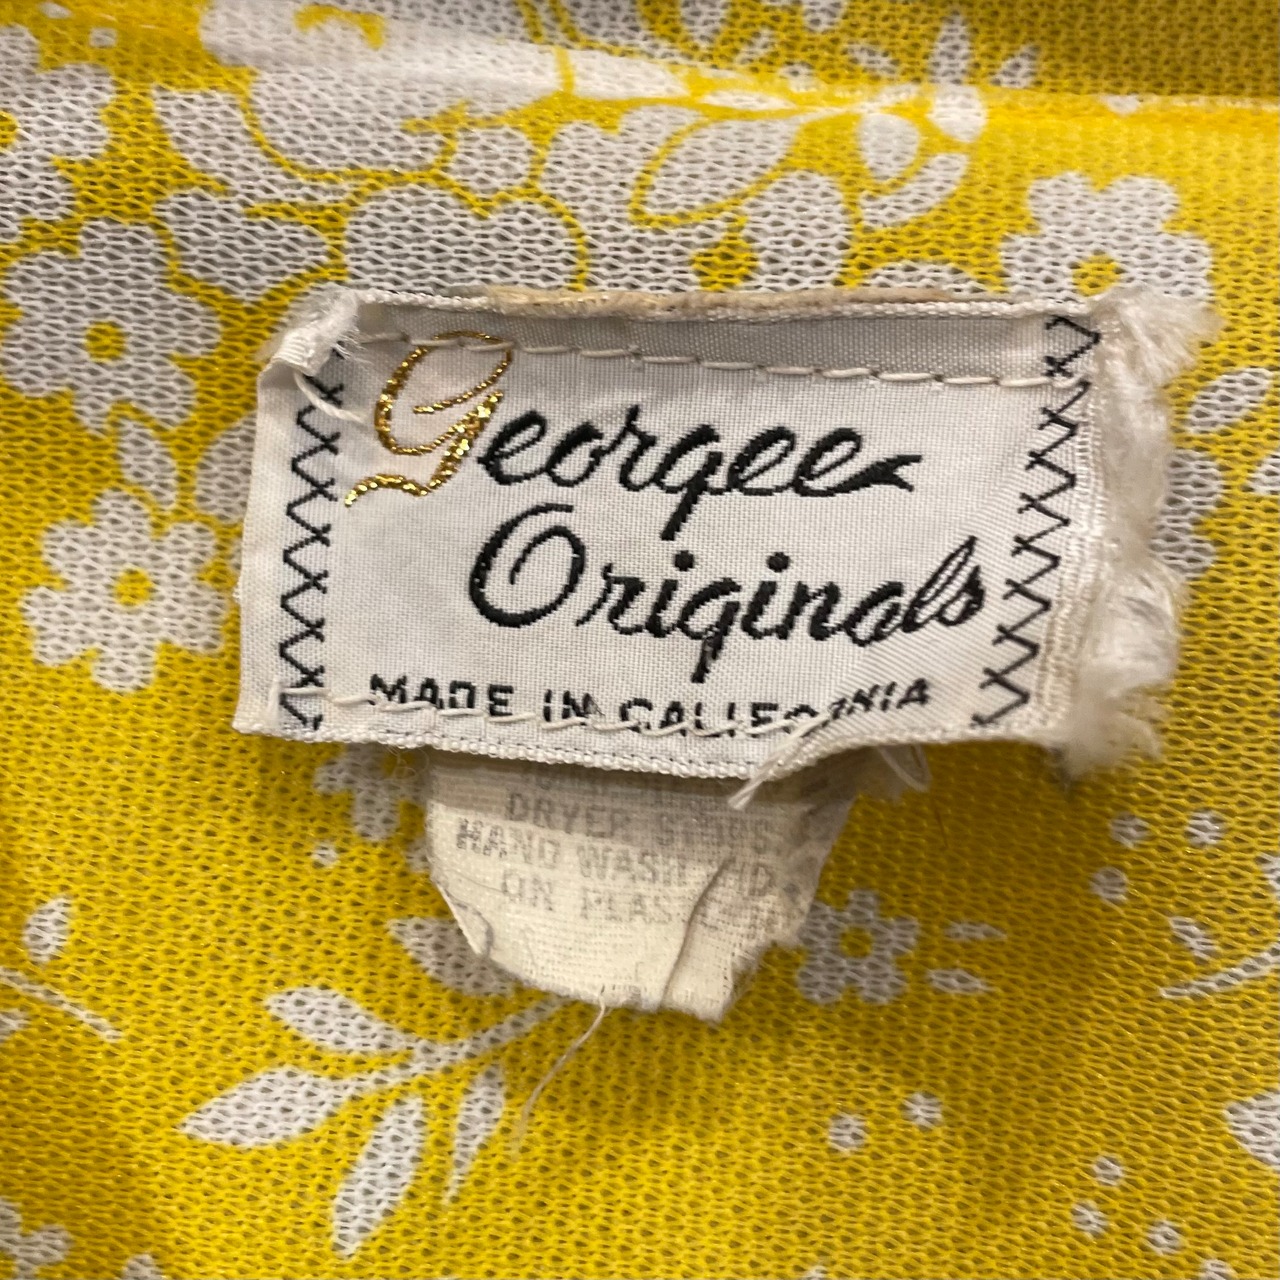 Georgee
Originals
MADE IN CALIFORNIA
DRYER
HAND WASH
ON